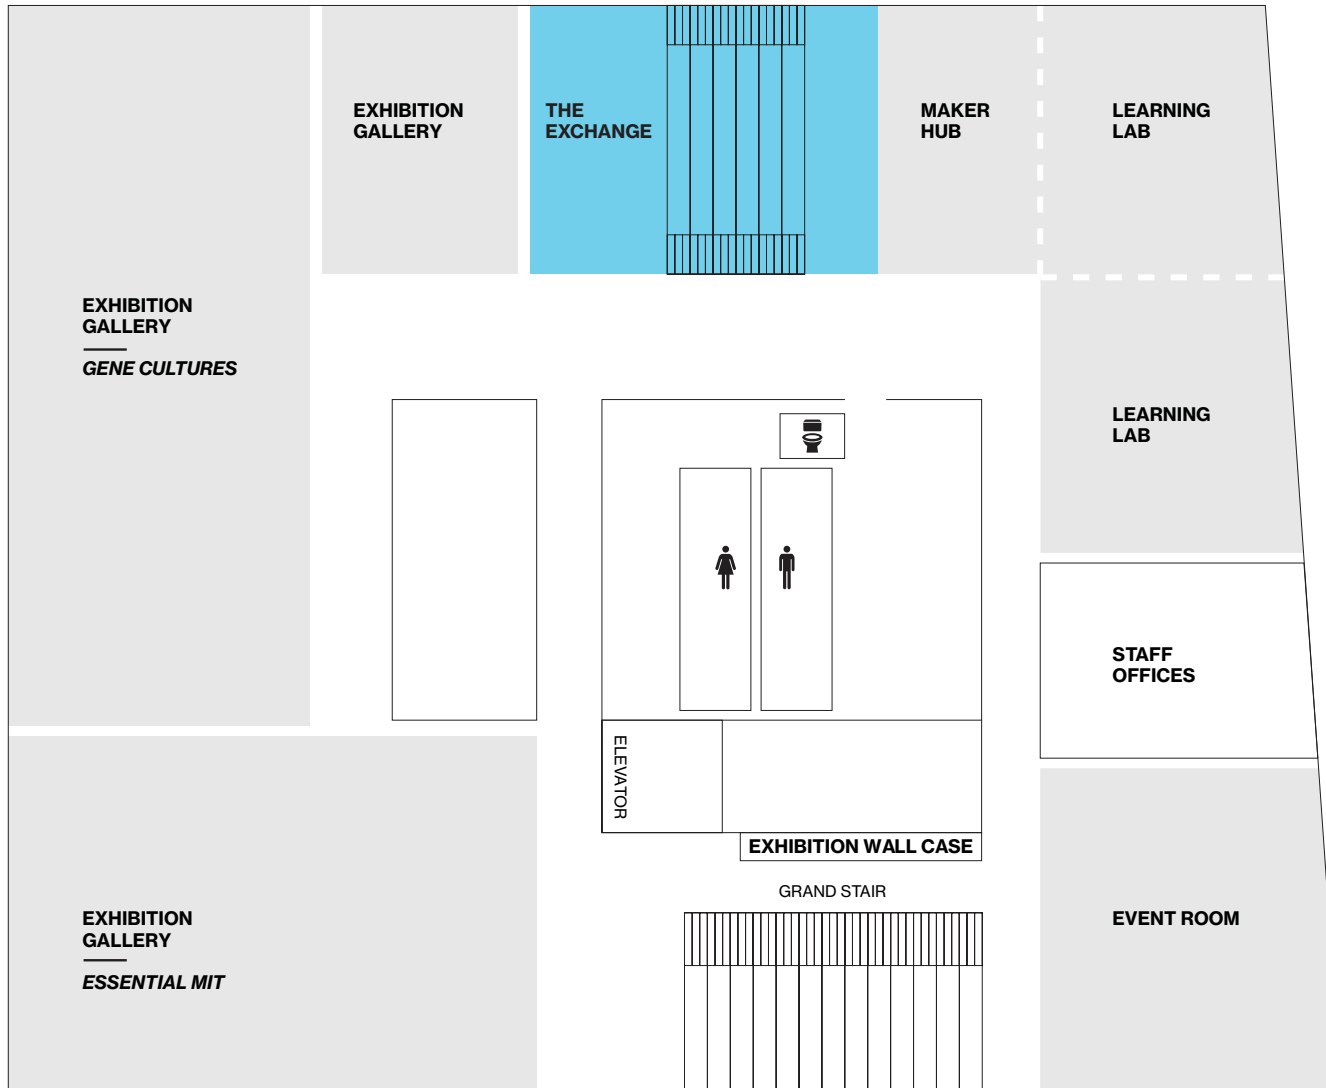 EXHIBITION
GALLERY
THE
EXCHANGE
MAKER
HUB
LEARNING
LAB
EXHIBITION
GALLERY
GENE CULTURES
LEARNING
LAB
STAFF
OFFICES
ELEVATOR
EXHIBITION WALL CASE
GRAND STAIR
EXHIBITION
GALLERY
ESSENTIAL MIT
EVENT ROOM